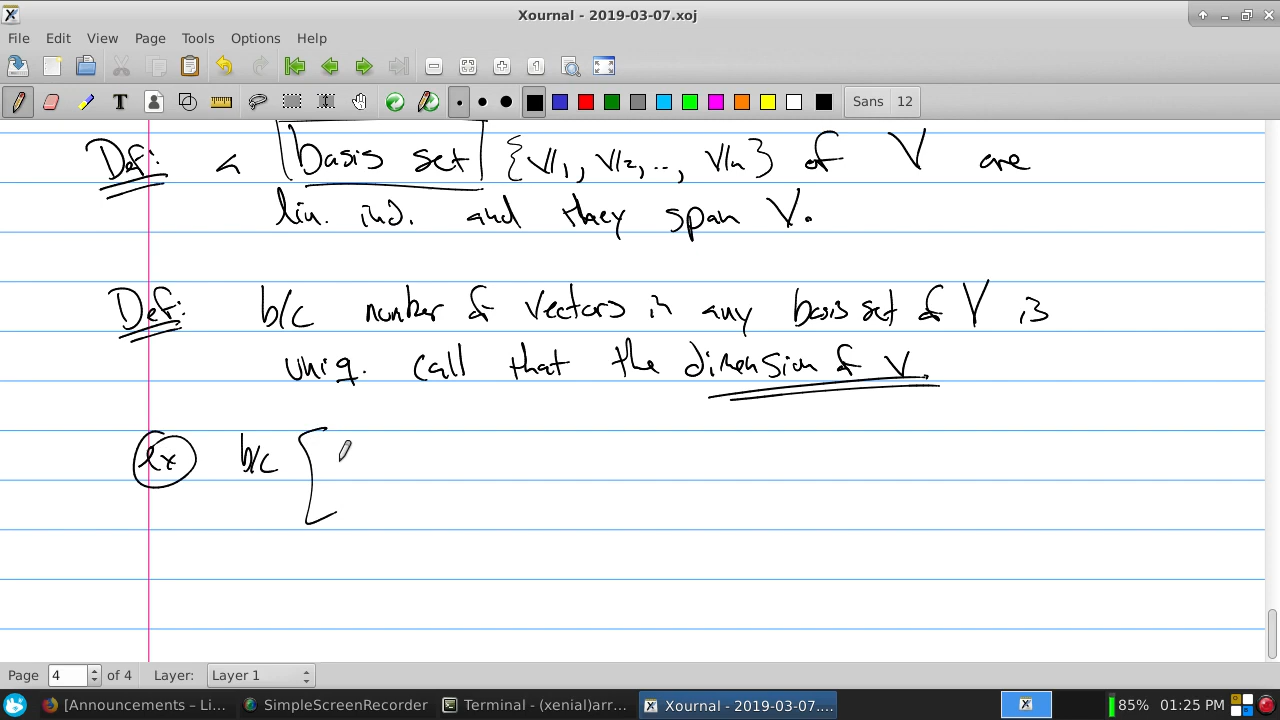 Xournal - 2019-03-07.xoj
File Edit View Page Tools Options Help
Sans 12
Def: a basis set {v1, v2, .., vn} of V are
lin. ind. and they span V.
Def: b/c number of vectors in any basis set of V is
uniq. call that the dimension of V.
ex b/c [
Page 4 of 4 Layer: Layer 1
[Announcements – Li... SimpleScreenRecorder Terminal - (xenial)arr... Xournal - 2019-03-07.... 85% 01:25 PM